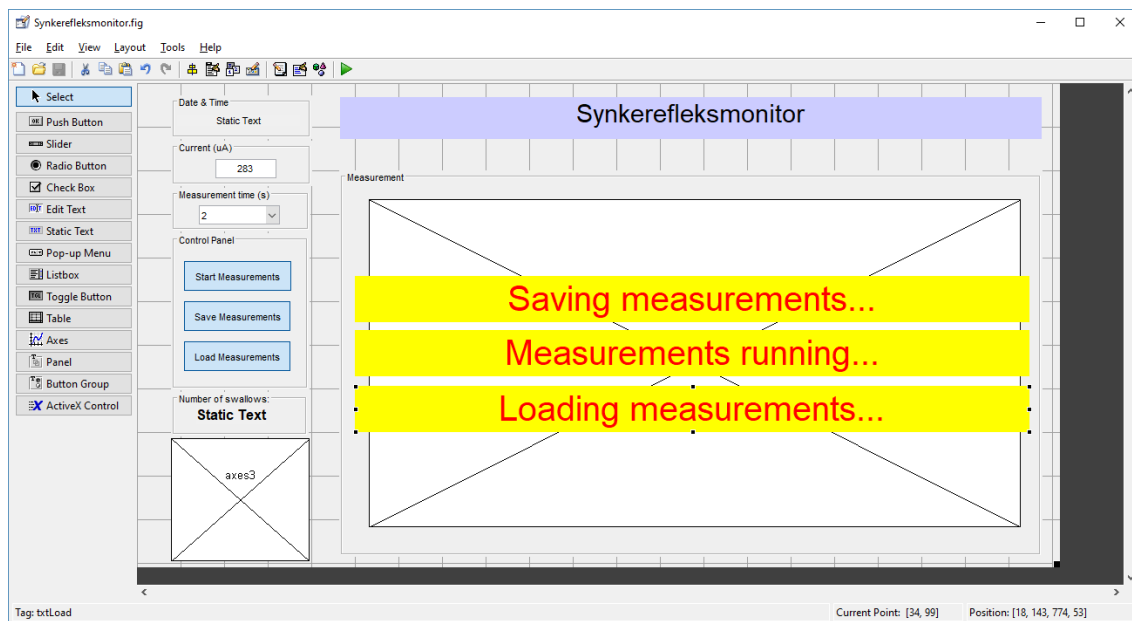 Synkerefleksmonitor.fig
File Edit View Layout Tools Help
Select
Push Button
Slider
Radio Button
Check Box
Edit Text
Static Text
Pop-up Menu
Listbox
Toggle Button
Table
Axes
Panel
Button Group
ActiveX Control
Date & Time
Static Text
Current (uA)
283
Measurement time (s)
2
Control Panel
Start Measurements
Save Measurements
Load Measurements
Number of swallows:
Static Text
axes3
Synkerefleksmonitor
Measurement
Saving measurements...
Measurements running...
Loading measurements...
Tag: txtLoad
Current Point: [34, 99]
Position: [18, 143, 774, 53]